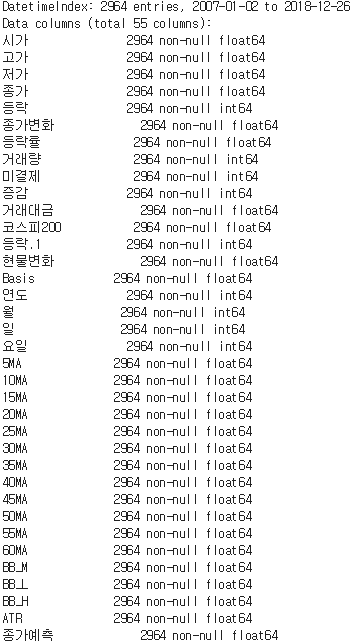 DatetimeIndex: 2964 entries, 2007-01-02 to 2018-12-26
Data columns (total 55 columns):
시가 2964 non-null float64
고가 2964 non-null float64
저가 2964 non-null float64
종가 2964 non-null float64
등락 2964 non-null int64
종가변화 2964 non-null float64
등락률 2964 non-null float64
거래량 2964 non-null int64
미결제 2964 non-null int64
증감 2964 non-null int64
거래대금 2964 non-null float64
코스피200 2964 non-null float64
등락.1 2964 non-null int64
현물변화 2964 non-null float64
Basis 2964 non-null float64
연도 2964 non-null int64
월 2964 non-null int64
일 2964 non-null int64
요일 2964 non-null int64
5MA 2964 non-null float64
10MA 2964 non-null float64
15MA 2964 non-null float64
20MA 2964 non-null float64
25MA 2964 non-null float64
30MA 2964 non-null float64
35MA 2964 non-null float64
40MA 2964 non-null float64
45MA 2964 non-null float64
50MA 2964 non-null float64
55MA 2964 non-null float64
60MA 2964 non-null float64
BB_M 2964 non-null float64
BB_L 2964 non-null float64
BB_H 2964 non-null float64
ATR 2964 non-null float64
종가예측 2964 non-null float64